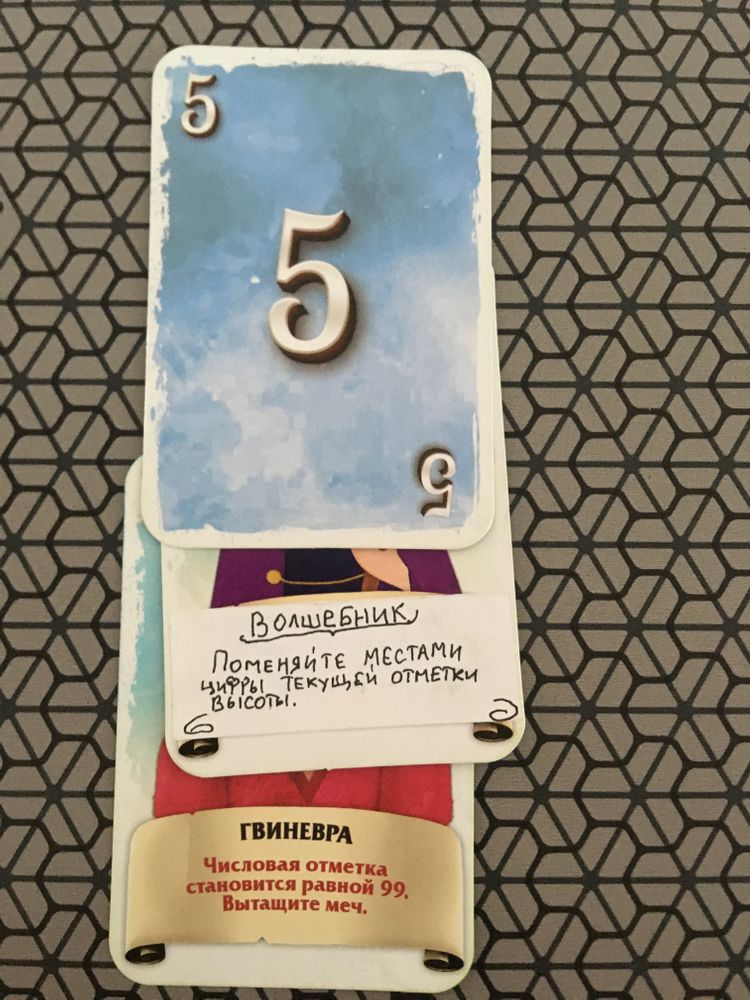 5
5
5
ВОЛШЕБНИК
ПОМЕНЯЙТЕ МЕСТАМИ
ЦИФРЫ ТЕКУЩЕЙ ОТМЕТКИ
ВЫСОТЫ.
ГВИНЕВРА
Числовая отметка
становится равной 99.
Вытащите меч.